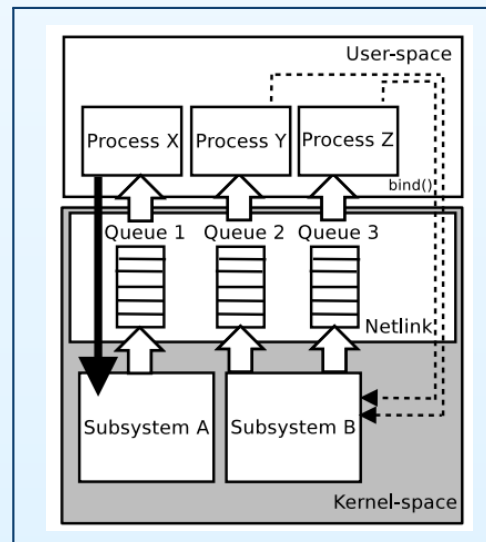 User-space
Process X
Process Y
Process Z
bind()
Queue 1
Queue 2
Queue 3
Netlink
Subsystem A
Subsystem B
Kernel-space